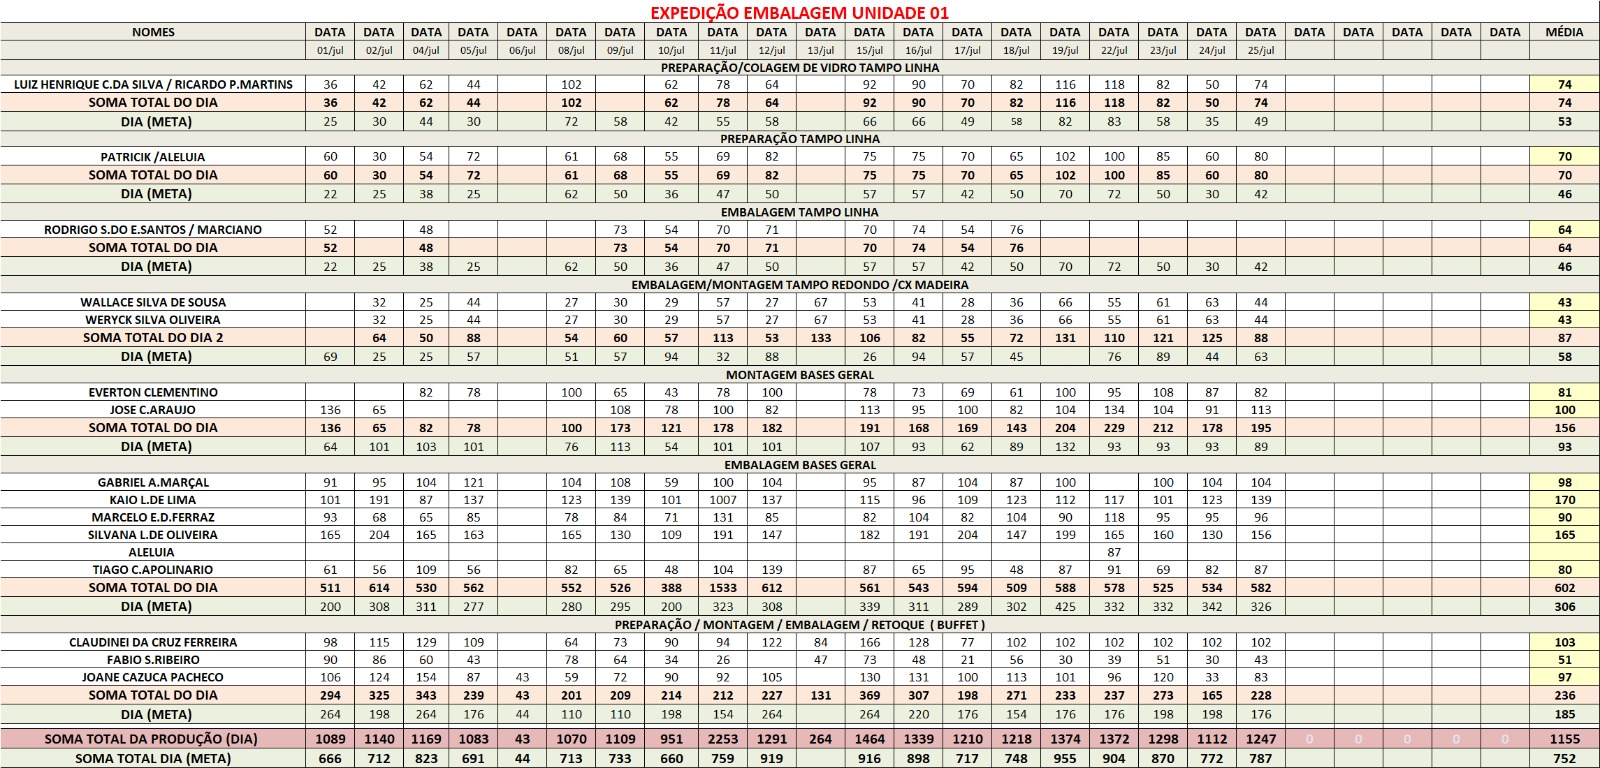 EXPEDIÇÃO EMBALAGEM UNIDADE 01
NOMES DATA DATA DATA DATA DATA DATA DATA DATA DATA DATA DATA DATA DATA DATA DATA DATA DATA DATA DATA DATA DATA DATA DATA DATA DATA MÉDIA
01/jul 02/jul 04/jul 05/jul 06/jul 08/jul 09/jul 10/jul 11/jul 12/jul 13/jul 15/jul 16/jul 17/jul 18/jul 19/jul 22/jul 23/jul 24/jul 25/jul
PREPARAÇÃO/COLAGEM DE VIDRO TAMPO LINHA
LUIZ HENRIQUE C.DA SILVA / RICARDO P.MARTINS 36 42 62 44 102 62 78 64 92 90 70 82 116 118 82 50 74 74
SOMA TOTAL DO DIA 36 42 62 44 102 62 78 64 92 90 70 82 116 118 82 50 74 74
DIA (META) 25 30 44 30 72 58 42 55 58 66 66 49 58 82 83 58 35 49 53
PREPARAÇÃO TAMPO LINHA
PATRICIK /ALELUIA 60 30 54 72 61 68 55 69 82 75 75 70 65 102 100 85 60 80 70
SOMA TOTAL DO DIA 60 30 54 72 61 68 55 69 82 75 75 70 65 102 100 85 60 80 70
DIA (META) 22 25 38 25 62 50 36 47 50 57 57 42 50 70 72 50 30 42 46
EMBALAGEM TAMPO LINHA
RODRIGO S.DO E.SANTOS / MARCIANO 52 48 73 54 70 71 70 74 54 76 64
SOMA TOTAL DO DIA 52 48 73 54 70 71 70 74 54 76 64
DIA (META) 22 25 38 25 62 50 36 47 50 57 57 42 50 70 72 50 30 42 46
EMBALAGEM/MONTAGEM TAMPO REDONDO /CX MADEIRA
WALLACE SILVA DE SOUSA 32 25 44 27 30 29 57 27 67 53 41 28 36 66 55 61 63 44 43
WERYCK SILVA OLIVEIRA 32 25 44 27 30 29 57 27 67 53 41 28 36 66 55 61 63 44 43
SOMA TOTAL DO DIA 2 64 50 88 54 60 57 113 53 133 106 82 55 72 131 110 121 125 88 87
DIA (META) 69 25 25 57 51 57 94 32 88 26 94 57 45 76 89 44 63 58
MONTAGEM BASES GERAL
EVERTON CLEMENTINO 82 78 100 65 43 78 100 78 73 69 61 100 95 108 87 82 81
JOSE C.ARAUJO 136 65 108 78 100 82 113 95 100 82 104 134 104 91 113 100
SOMA TOTAL DO DIA 136 65 82 78 100 173 121 178 182 191 168 169 143 204 229 212 178 195 156
DIA (META) 64 101 103 101 76 113 54 101 101 107 93 62 89 132 93 93 93 89 93
EMBALAGEM BASES GERAL
GABRIEL A.MARÇAL 91 95 104 121 104 108 59 100 104 95 87 104 87 100 100 104 104 98
KAIO L.DE LIMA 101 191 87 137 123 139 101 1007 137 115 96 109 123 112 117 101 123 139 170
MARCELO E.D.FERRAZ 93 68 65 85 78 84 71 131 85 82 104 82 104 90 118 95 95 96 90
SILVANA L.DE OLIVEIRA 165 204 165 163 165 130 109 191 147 182 191 204 147 199 165 160 130 156 165
ALELUIA 87
TIAGO C.APOLINARIO 61 56 109 56 82 65 48 104 139 87 65 95 48 87 91 69 82 87 80
SOMA TOTAL DO DIA 511 614 530 562 552 526 388 1533 612 561 543 594 509 588 578 525 534 582 602
DIA (META) 200 308 311 277 280 295 200 323 308 339 311 289 302 425 332 332 342 326 306
PREPARAÇÃO / MONTAGEM / EMBALAGEM / RETOQUE ( BUFFET )
CLAUDINEI DA CRUZ FERREIRA 98 115 129 109 64 73 90 94 122 84 166 128 77 102 102 102 102 102 102 103
FABIO S.RIBEIRO 90 86 60 43 78 64 34 26 47 73 48 21 56 30 39 51 30 43 51
JOANE CAZUCA PACHECO 106 124 154 87 43 59 72 90 92 105 130 131 100 113 101 96 120 33 83 97
SOMA TOTAL DO DIA 294 325 343 239 43 201 209 214 212 227 131 369 307 198 271 233 237 273 165 228 236
DIA (META) 264 198 264 176 44 110 110 198 154 264 264 220 176 154 176 176 198 198 176 185
SOMA TOTAL DA PRODUÇÃO (DIA) 1089 1140 1169 1083 43 1070 1109 951 2253 1291 264 1464 1339 1210 1218 1374 1372 1298 1112 1247 0 0 0 0 0 1155
SOMA TOTAL DIA (META) 666 712 823 691 44 713 733 660 759 919 916 898 717 748 955 904 870 772 787 752